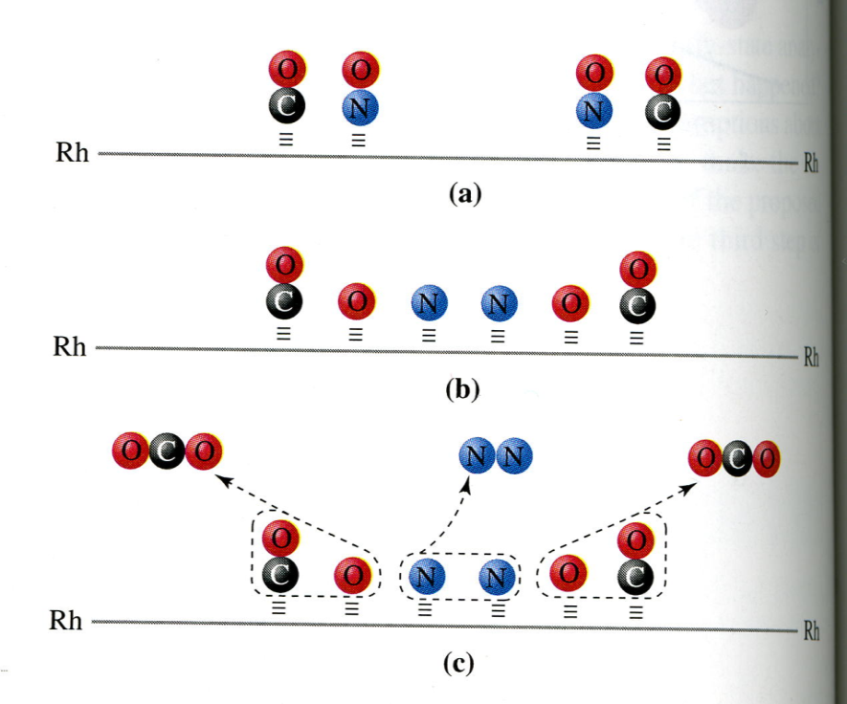 O O O O
C N N C
≡ ≡ ≡ ≡
Rh Rh
(a)
O O
C O N N O C
≡ ≡ ≡ ≡ ≡ ≡
Rh Rh
(b)
O C O N N O C O
O O
C O N N O C
≡ ≡ ≡ ≡ ≡ ≡
Rh Rh
(c)